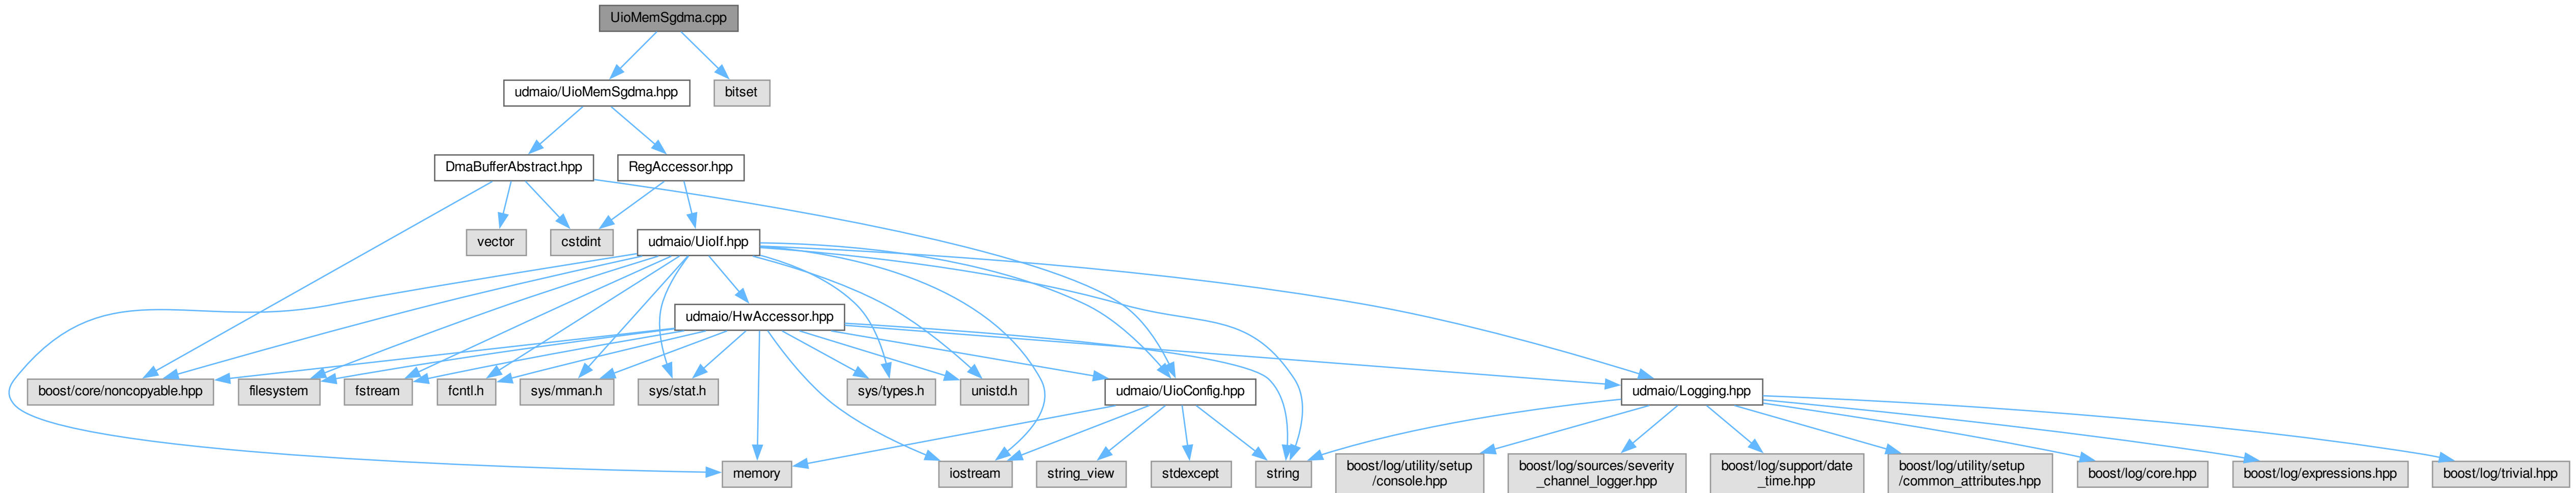 UioMemSgdma.cpp
udmaio/UioMemSgdma.hpp
bitset
DmaBufferAbstract.hpp
RegAccessor.hpp
vector
cstdint
udmaio/UioIf.hpp
udmaio/HwAccessor.hpp
boost/core/noncopyable.hpp
filesystem
fstream
fcntl.h
sys/mman.h
sys/stat.h
sys/types.h
unistd.h
udmaio/UioConfig.hpp
udmaio/Logging.hpp
memory
iostream
string_view
stdexcept
string
boost/log/utility/setup
/console.hpp
boost/log/sources/severity
_channel_logger.hpp
boost/log/support/date
_time.hpp
boost/log/utility/setup
/common_attributes.hpp
boost/log/core.hpp
boost/log/expressions.hpp
boost/log/trivial.hpp